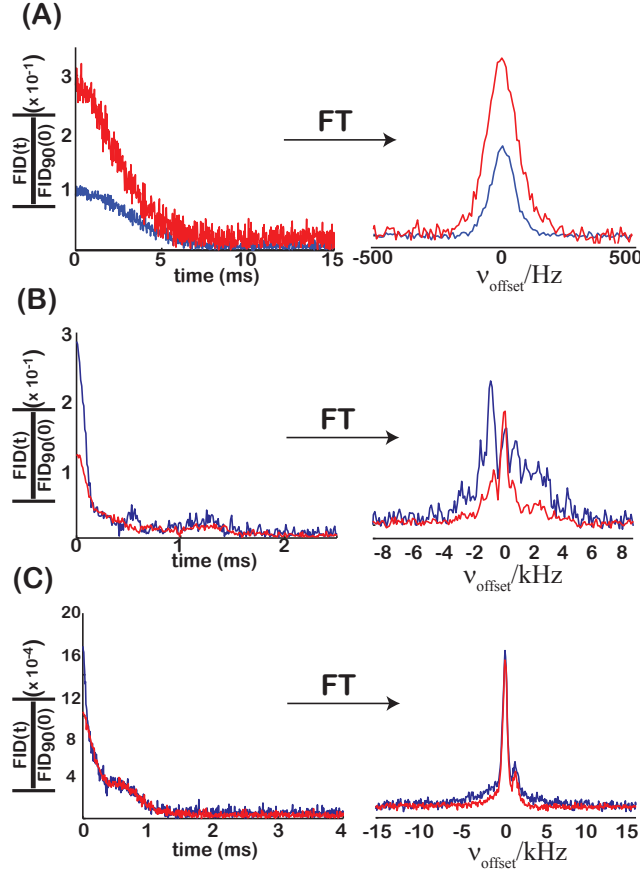 (A)
FID(t)
FID90(0)
(x 10-1)
3
2
1
0 5 10 15
time (ms)
FT
-500 0 500
νoffset/Hz
(B)
FID(t)
FID90(0)
(x 10-1)
3
2
1
0 1 2
time (ms)
FT
-8 -6 -4 -2 0 2 4 6 8
νoffset/kHz
(C)
FID(t)
FID90(0)
(x 10-4)
20
16
12
8
4
0 1 2 3 4
time (ms)
FT
-15 -10 -5 0 5 10 15
νoffset/kHz